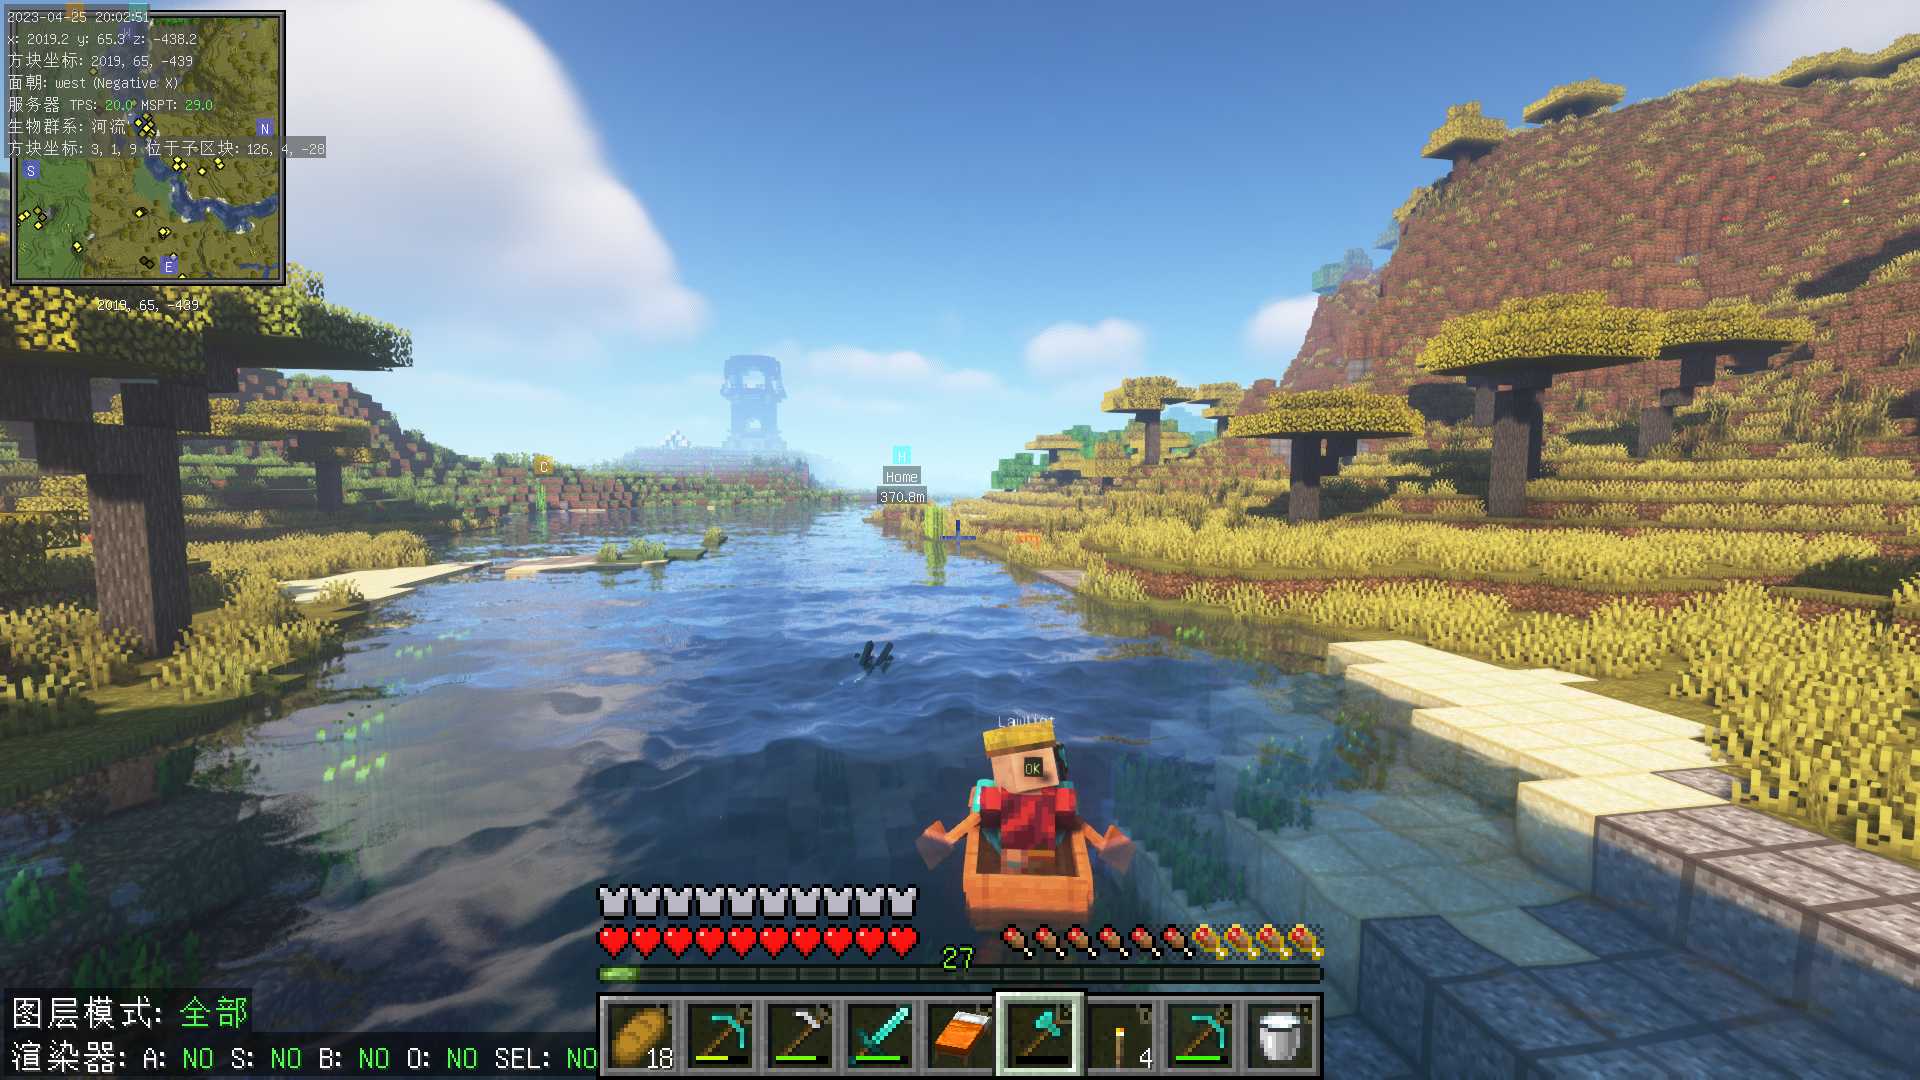 2023-04-25 20:02:51
x: 2019.2 y: 65.3 z: -438.2
方块坐标: 2019, 65, -439
面朝: west (Negative X)
服务器 TPS: 20.0 MSPT: 29.0
生物群系: 河流
N
方块坐标: 3, 1, 9 位于子区块: 126, 4, -28
S
E
2019, 65, -439
C
H
Home
370.8m
OK
27
图层模式: 全部
渲染器: A: NO S: NO B: NO O: NO SEL: NO
18
4